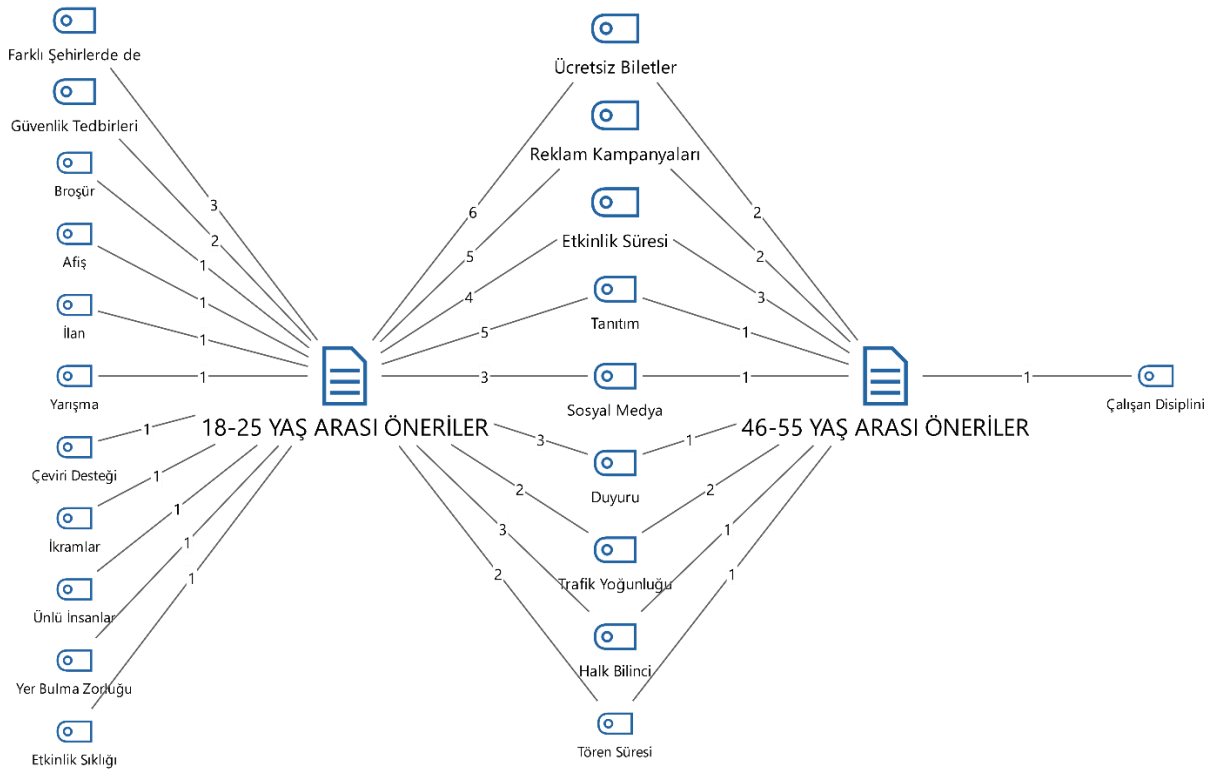 Farklı Şehirlerde de
Güvenlik Tedbirleri
Broşür
Afiş
İlan
Yarışma
Çeviri Desteği
İkramlar
Ünlü İnsanlar
Yer Bulma Zorluğu
Etkinlik Sıklığı
3
2
1
1
1
1
1
1
1
1
1
18-25 YAŞ ARASI ÖNERİLER
6
5
4
5
3
3
2
3
2
Ücretsiz Biletler
Reklam Kampanyaları
Etkinlik Süresi
Tanıtım
Sosyal Medya
Duyuru
Trafik Yoğunluğu
Halk Bilinci
Tören Süresi
2
2
3
1
1
1
2
1
1
46-55 YAŞ ARASI ÖNERİLER
1
Çalışan Disiplini